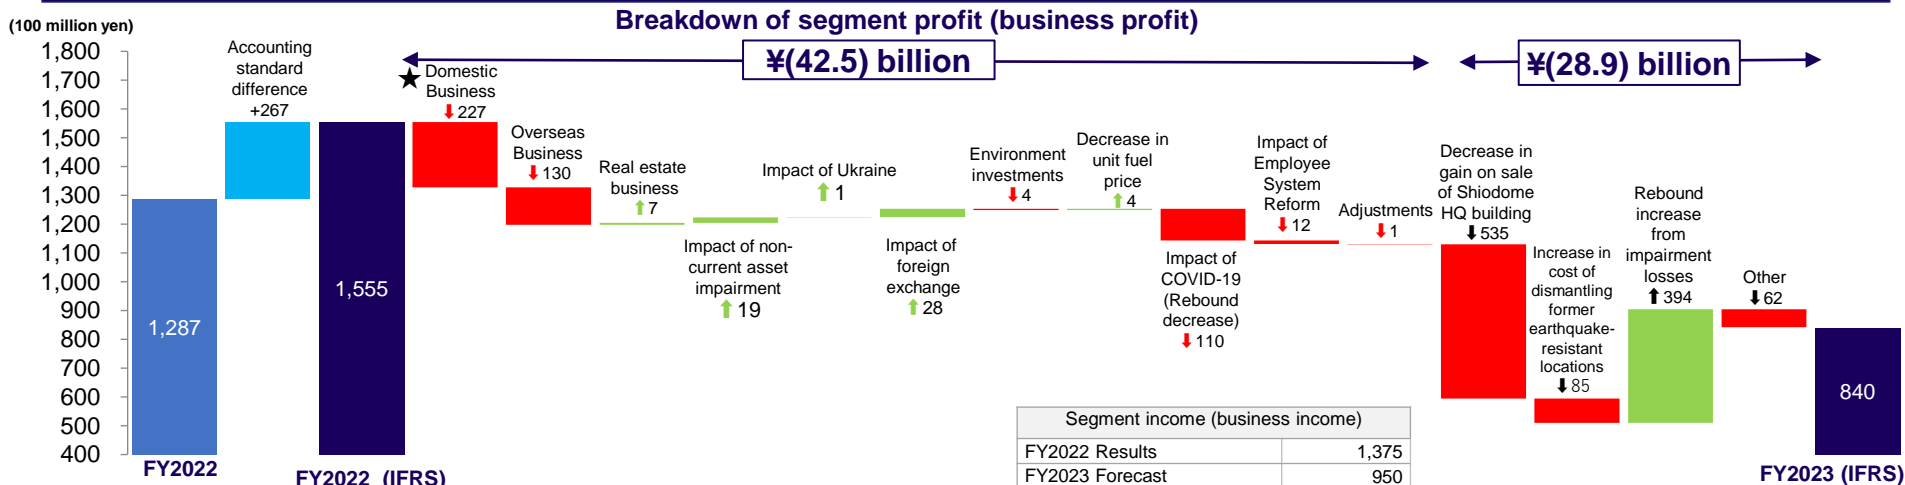 Breakdown of segment profit (business profit)
(100 million yen)
¥(42.5) billion
¥(28.9) billion
1,800
1,700
1,600
1,500
1,400
1,300
1,200
1,100
1,000
900
800
700
600
500
400
1,287
FY2022
Accounting
standard
difference
+267
1,555
FY2022 (IFRS)
★ Domestic
Business
⬇227
Overseas
Business
⬇130
Real estate
business
⬆7
Impact of non-
current asset
impairment
⬆19
Impact of Ukraine
⬆1
Impact of
foreign
exchange
⬆28
Environment
investments
⬇4
Decrease in
unit fuel
price
⬆4
Impact of
COVID-19
(Rebound
decrease)
⬇110
Impact of
Employee
System
Reform
⬇12
Adjustments
⬇1
Decrease in
gain on sale
of Shiodome
HQ building
⬇535
Increase in
cost of
dismantling
former
earthquake-
resistant
locations
⬇85
Rebound
increase
from
impairment
losses
⬆394
Other
⬇62
840
FY2023 (IFRS)
Segment income (business income)
FY2022 Results 1,375
FY2023 Forecast 950